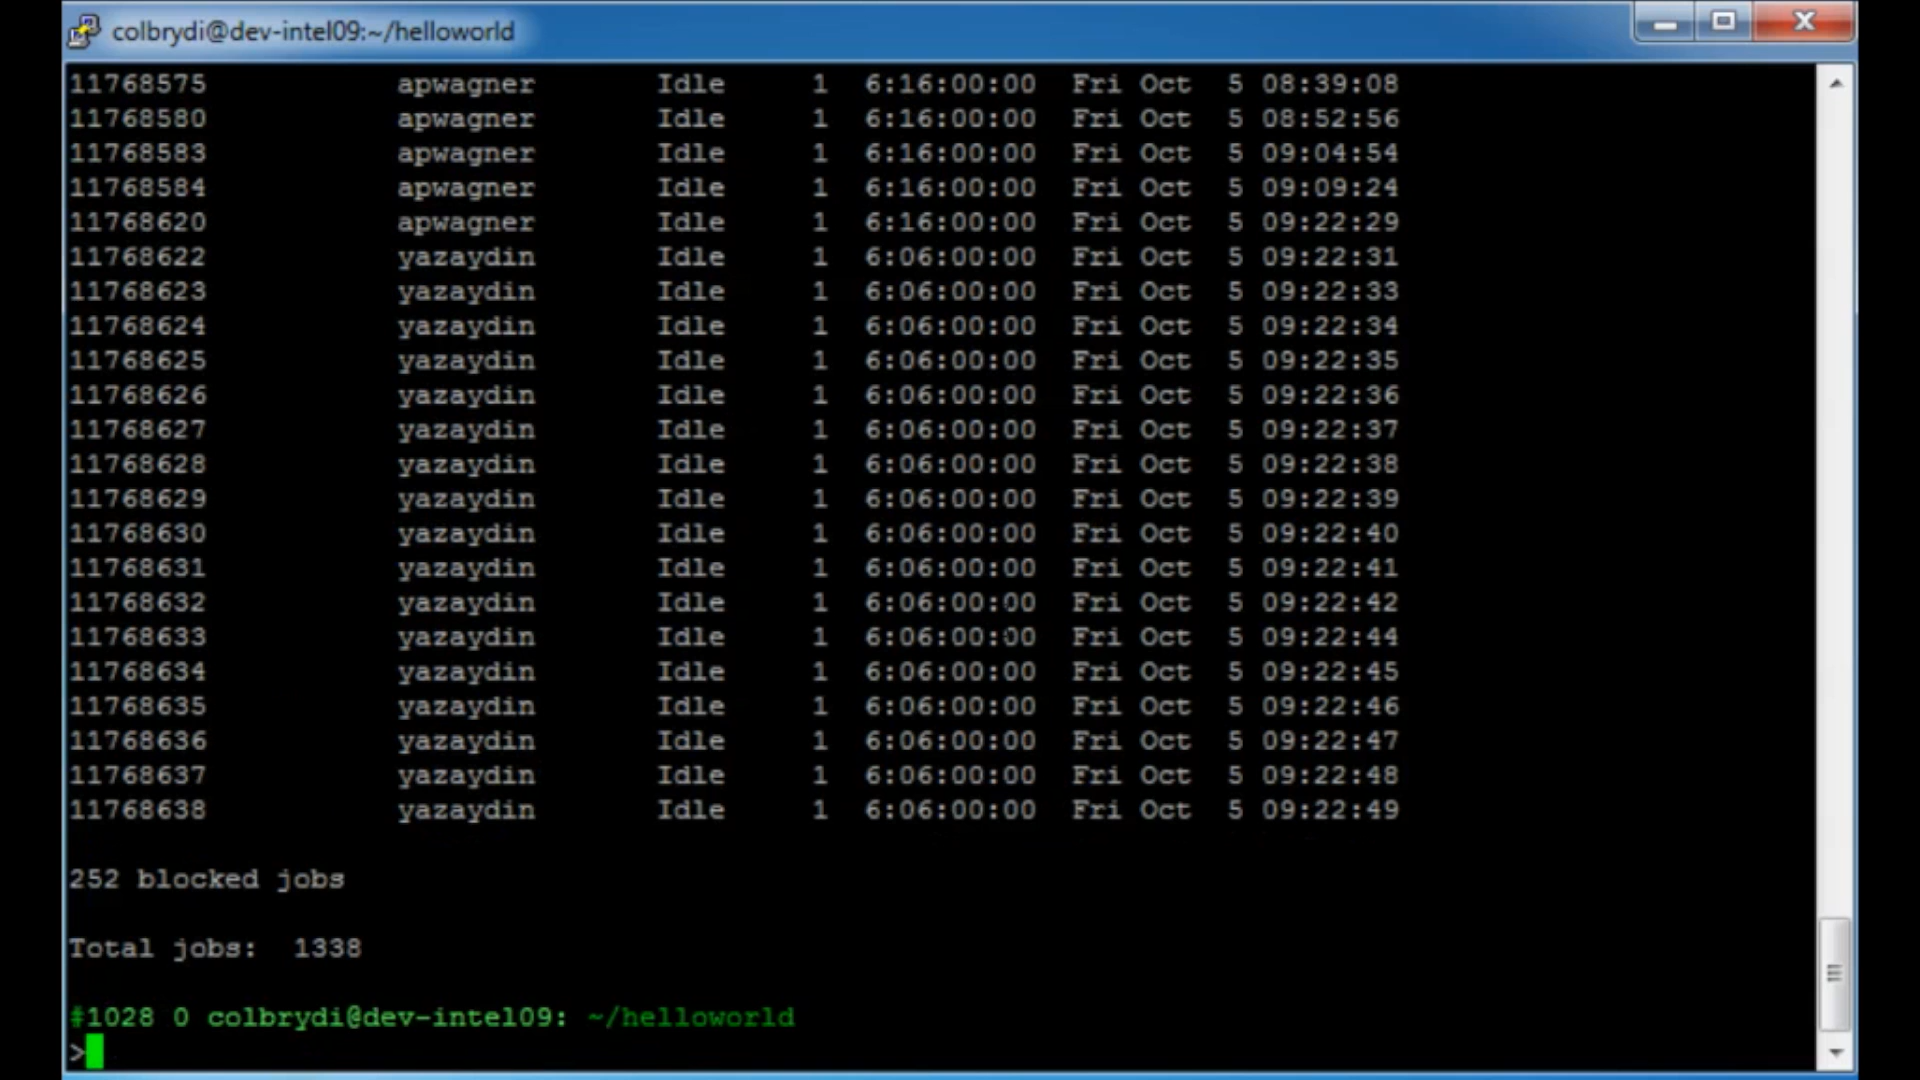 colbrydi@dev-intel09:~/helloworld
11768575 apwagner Idle 1 6:16:00:00 Fri Oct 5 08:39:08
11768580 apwagner Idle 1 6:16:00:00 Fri Oct 5 08:52:56
11768583 apwagner Idle 1 6:16:00:00 Fri Oct 5 09:04:54
11768584 apwagner Idle 1 6:16:00:00 Fri Oct 5 09:09:24
11768620 apwagner Idle 1 6:16:00:00 Fri Oct 5 09:22:29
11768622 yazaydin Idle 1 6:06:00:00 Fri Oct 5 09:22:31
11768623 yazaydin Idle 1 6:06:00:00 Fri Oct 5 09:22:33
11768624 yazaydin Idle 1 6:06:00:00 Fri Oct 5 09:22:34
11768625 yazaydin Idle 1 6:06:00:00 Fri Oct 5 09:22:35
11768626 yazaydin Idle 1 6:06:00:00 Fri Oct 5 09:22:36
11768627 yazaydin Idle 1 6:06:00:00 Fri Oct 5 09:22:37
11768628 yazaydin Idle 1 6:06:00:00 Fri Oct 5 09:22:38
11768629 yazaydin Idle 1 6:06:00:00 Fri Oct 5 09:22:39
11768630 yazaydin Idle 1 6:06:00:00 Fri Oct 5 09:22:40
11768631 yazaydin Idle 1 6:06:00:00 Fri Oct 5 09:22:41
11768632 yazaydin Idle 1 6:06:00:00 Fri Oct 5 09:22:42
11768633 yazaydin Idle 1 6:06:00:00 Fri Oct 5 09:22:44
11768634 yazaydin Idle 1 6:06:00:00 Fri Oct 5 09:22:45
11768635 yazaydin Idle 1 6:06:00:00 Fri Oct 5 09:22:46
11768636 yazaydin Idle 1 6:06:00:00 Fri Oct 5 09:22:47
11768637 yazaydin Idle 1 6:06:00:00 Fri Oct 5 09:22:48
11768638 yazaydin Idle 1 6:06:00:00 Fri Oct 5 09:22:49
252 blocked jobs
Total jobs: 1338
#1028 0 colbrydi@dev-intel09: ~/helloworld
>